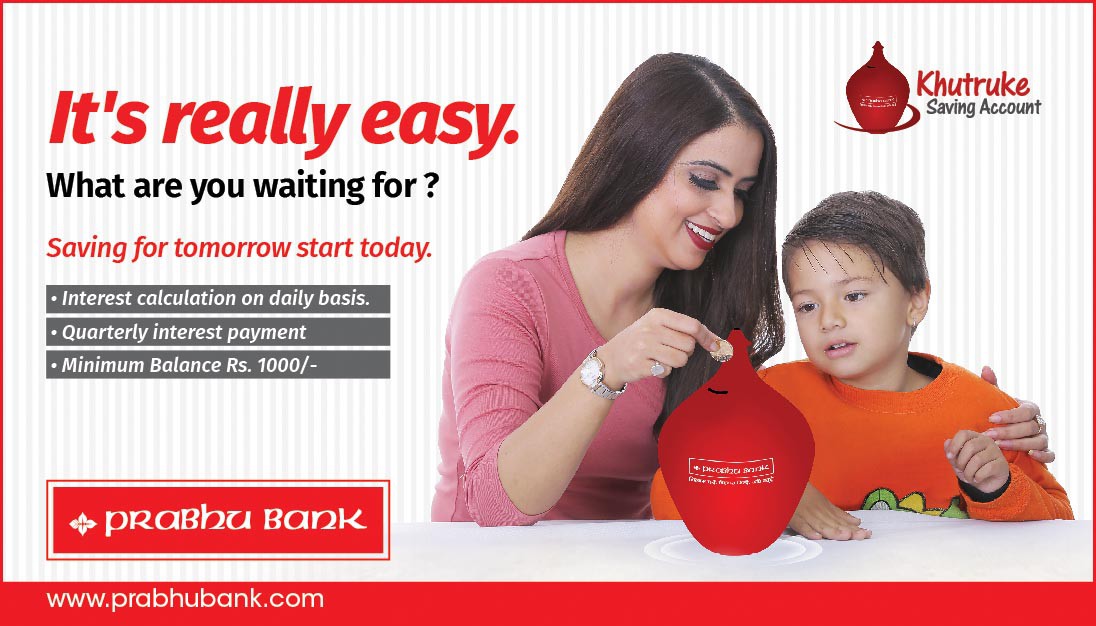 It's really easy.
What are you waiting for ?
Saving for tomorrow start today.
• Interest calculation on daily basis.
• Quarterly interest payment
• Minimum Balance Rs. 1000/-
Khutruke
Saving Account
PRABHU BANK
PRABHU BANK
www.prabhubank.com